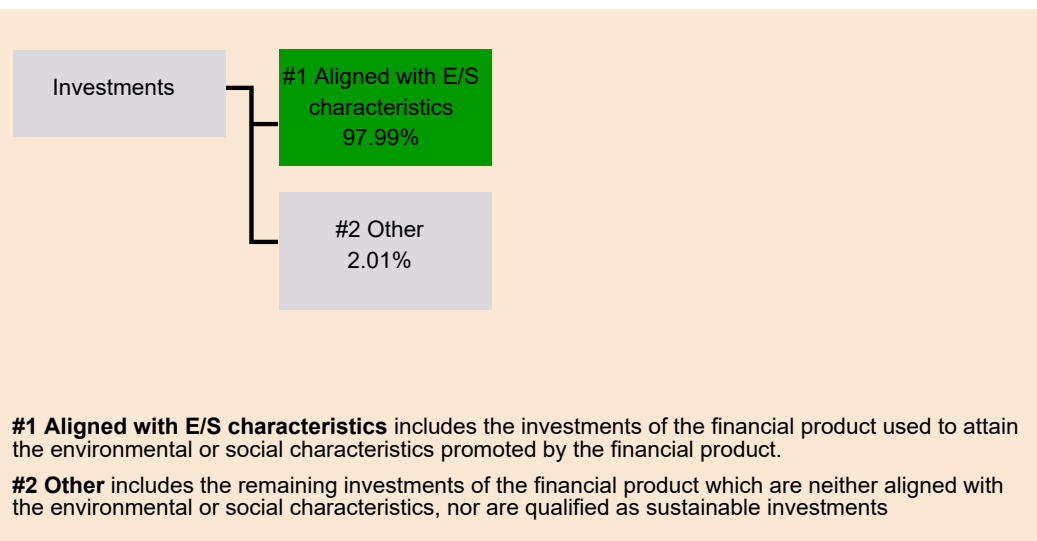 Investments
#1 Aligned with E/S
characteristics
97.99%
#2 Other
2.01%
#1 Aligned with E/S characteristics includes the investments of the financial product used to attain
the environmental or social characteristics promoted by the financial product.
#2 Other includes the remaining investments of the financial product which are neither aligned with
the environmental or social characteristics, nor are qualified as sustainable investments